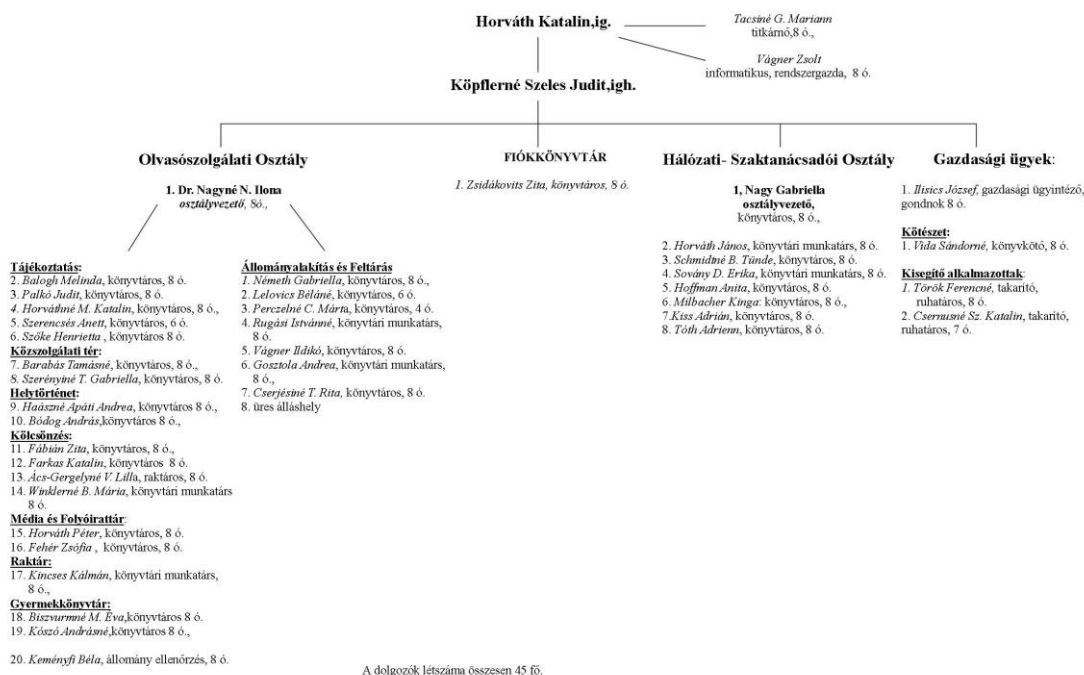 Horváth Katalin,ig.
Tacsiné G. Mariann
titkárnő,8 ó.,
Vágner Zsolt
informatikus, rendszergazda, 8 ó.
Köpflerné Szeles Judit,igh.
Olvasószolgálati Osztály
1. Dr. Nagyné N. Ilona
osztályvezető, 8ó.,
Tájékoztatás:
2. Balogh Melinda, könyvtáros, 8 ó.
3. Palkó Judit, könyvtáros, 8 ó.
4. Horváthné M. Katalin, könyvtáros, 8 ó.
5. Szerencsés Anett, könyvtáros, 6 ó.
6. Szőke Henrietta , könyvtáros 8 ó.
Közszolgálati tér:
7. Barabás Tamásné, könyvtáros, 8 ó.,
8. Szerényiné T. Gabriella, könyvtáros, 8 ó.
Helytörténet:
9. Haászné Apáti Andrea, könyvtáros 8 ó.,
10. Bódog András,könyvtáros 8 ó.,
Kölcsönzés:
11. Fábián Zita, könyvtáros, 8 ó.,
12. Farkas Katalin, könyvtáros 8 ó.
13. Ács-Gergelyné V. Lilla, raktáros, 8 ó.
14. Winklerné B. Mária, könyvtári munkatárs
8 ó.
Média és Folyóirattár:
15. Horváth Péter, könyvtáros, 8 ó.
16. Fehér Zsófia , könyvtáros, 8 ó.
Raktár:
17. Kincses Kálmán, könyvtári munkatárs,
8 ó.,
Gyermekkönyvtár:
18. Biszvurmné M. Éva,könyvtáros 8 ó.
19. Kószó Andrásné,könyvtáros 8 ó.,
20. Keményfi Béla, állomány ellenőrzés, 8 ó.
Állományalakítás és Feltárás
1. Németh Gabriella, könyvtáros, 8 ó.,
2. Lelovics Béláné, könyvtáros, 6 ó.
3. Perczelné C. Márta, könyvtáros, 4 ó.
4. Rugási Istvánné, könyvtári munkatárs,
8 ó.
5. Vágner Ildikó, könyvtáros, 8 ó.
6. Gosztola Andrea, könyvtári munkatárs,
8 ó.,
7. Cserjésiné T. Rita, könyvtáros, 8 ó.
8. üres álláshely
FIÓKKÖNYVTÁR
1. Zsidákovits Zita, könyvtáros, 8 ó.
Hálózati- Szaktanácsadói Osztály
1, Nagy Gabriella
osztályvezető,
könyvtáros, 8 ó.,
2. Horváth János, könyvtári munkatárs, 8 ó.
3. Schmidtné B. Tünde, könyvtáros, 8 ó.
4. Sovány D. Erika, könyvtári munkatárs, 8 ó.
5. Hoffman Anita, könyvtáros, 8 ó.
6. Milbacher Kinga: könyvtáros, 8 ó.,
7.Kiss Adrián, könyvtáros, 8 ó.
8. Tóth Adrienn, könyvtáros, 8 ó.
Gazdasági ügyek:
1. Ilisics József, gazdasági ügyintéző,
gondnok 8 ó.
Kötészet:
1. Vida Sándorné, könyvkötő, 8 ó.
Kisegítő alkalmazottak:
1. Török Ferencné, takarító,
ruhatáros, 8 ó.
2. Csernusné Sz. Katalin, takarító,
ruhatáros, 7 ó.
A dolgozók létszáma összesen 45 fő.